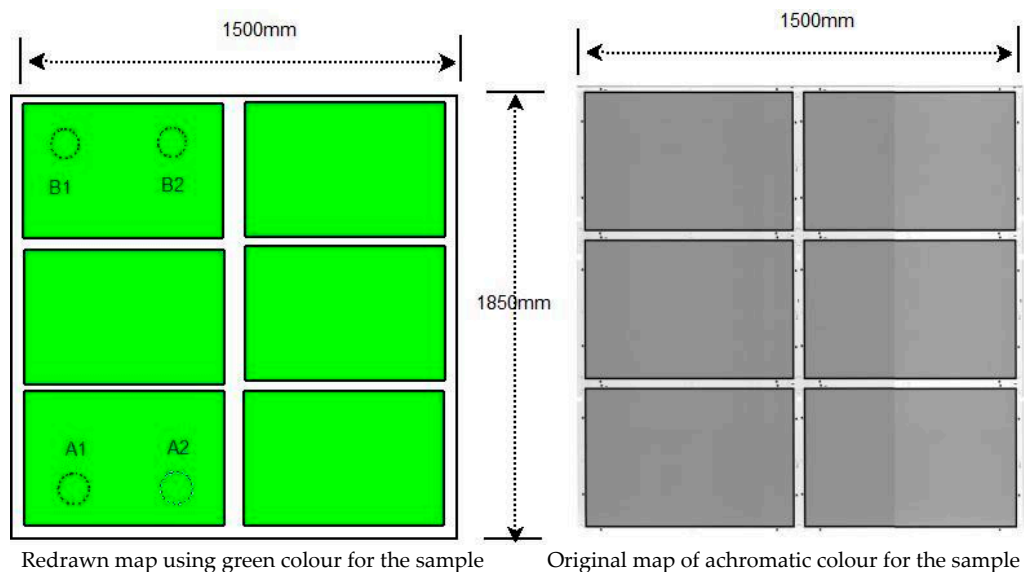 1500mm
1500mm
B1
B2
1850mm
A1
A2
Redrawn map using green colour for the sample
Original map of achromatic colour for the sample